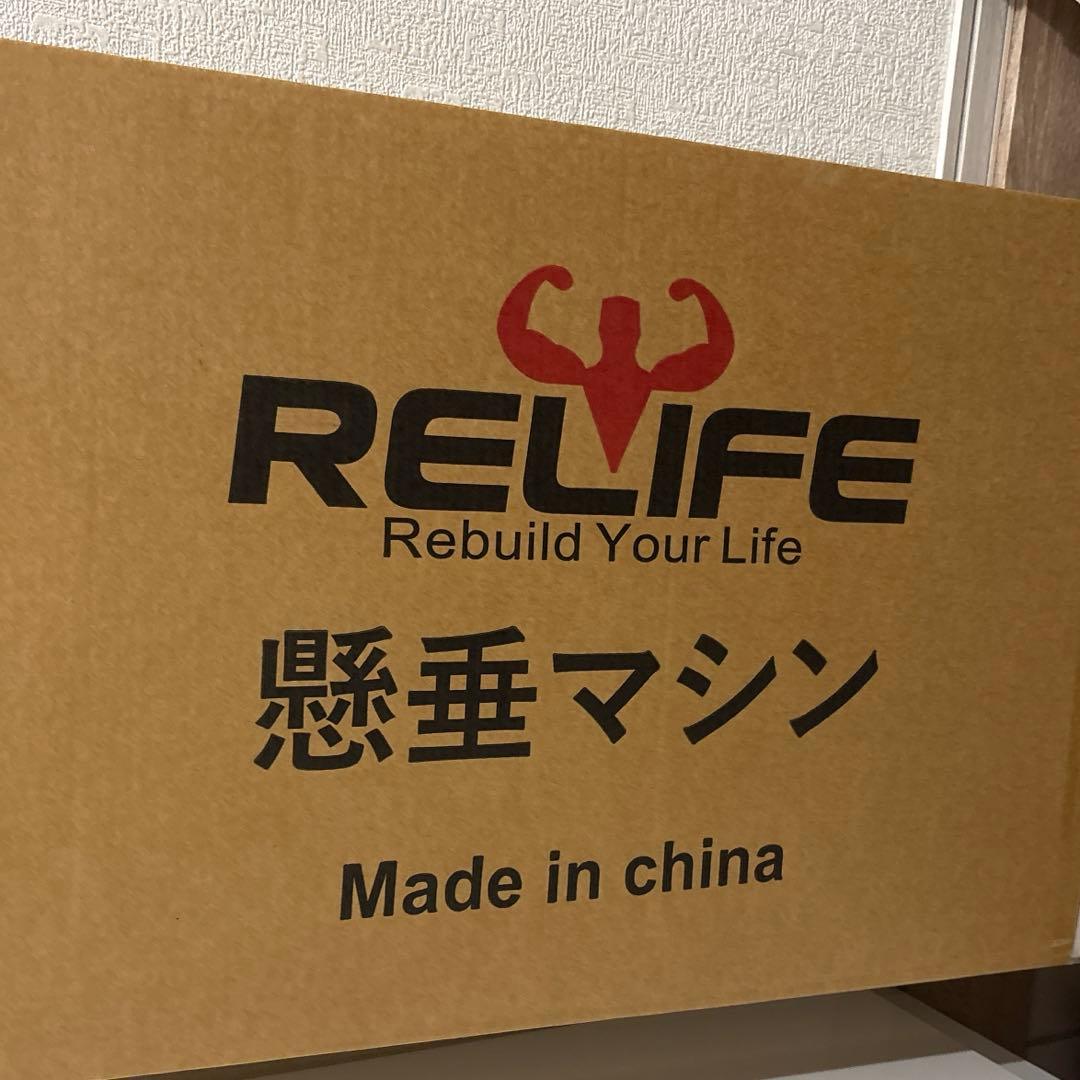 RELIFE
Rebuild Your Life
懸垂マシン
Made in china